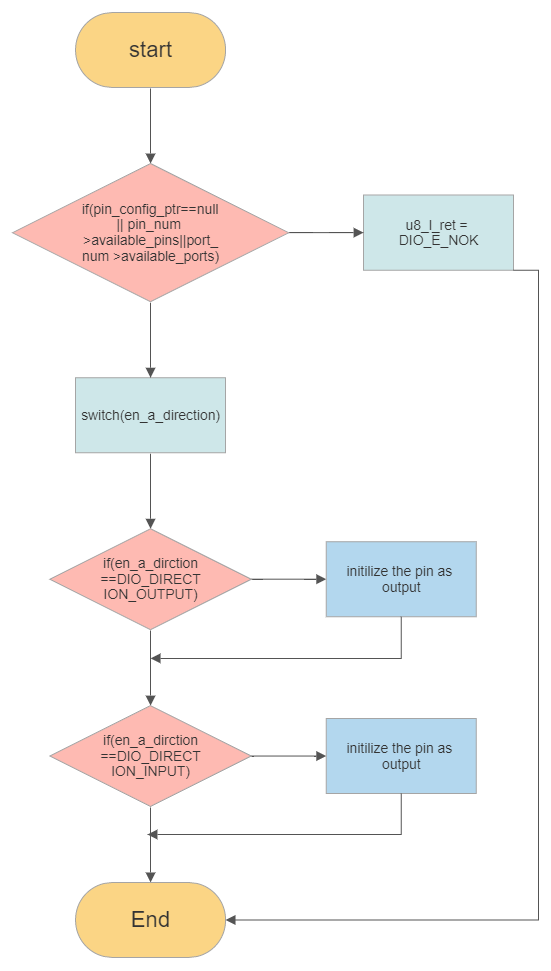 start
if(pin_config_ptr==null
|| pin_num
>available_pins||port_
num >available_ports)
u8_l_ret =
DIO_E_NOK
switch(en_a_direction)
if(en_a_dirction
==DIO_DIRECT
ION_OUTPUT)
initilize the pin as
output
if(en_a_dirction
==DIO_DIRECT
ION_INPUT)
initilize the pin as
output
End